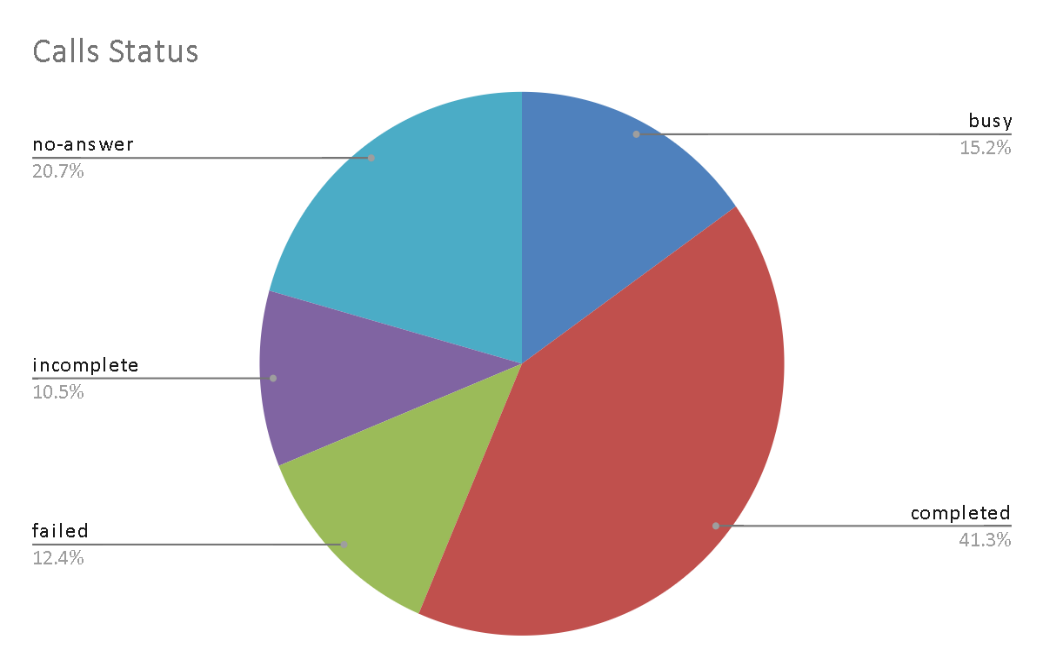 Calls Status
busy
15.2%
no-answer
20.7%
incomplete
10.5%
completed
41.3%
failed
12.4%